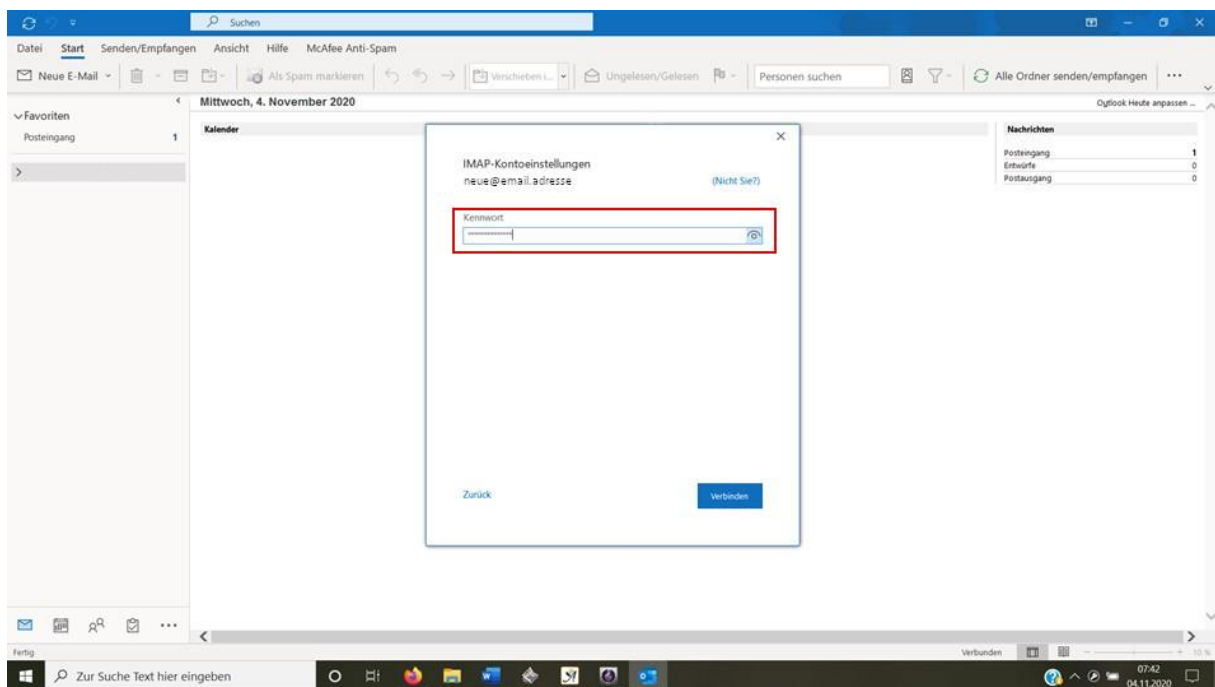 Suchen
Datei Start Senden/Empfangen Ansicht Hilfe McAfee Anti-Spam
Neue E-Mail Als Spam markieren Verschieben i... Ungelesen/Gelesen Personen suchen Alle Ordner senden/empfangen ...
Favoriten
Posteingang 1
Mittwoch, 4. November 2020
Outlook Heute anpassen ...
Kalender
Nachrichten
Posteingang 1
Entwürfe 0
Postausgang 0
IMAP-Kontoeinstellungen
neue@email.adresse (Nicht Sie?)
Kennwort
Zurück Verbinden
Fertig Verbunden 10 %
Zur Suche Text hier eingeben
07:42
04.11.2020